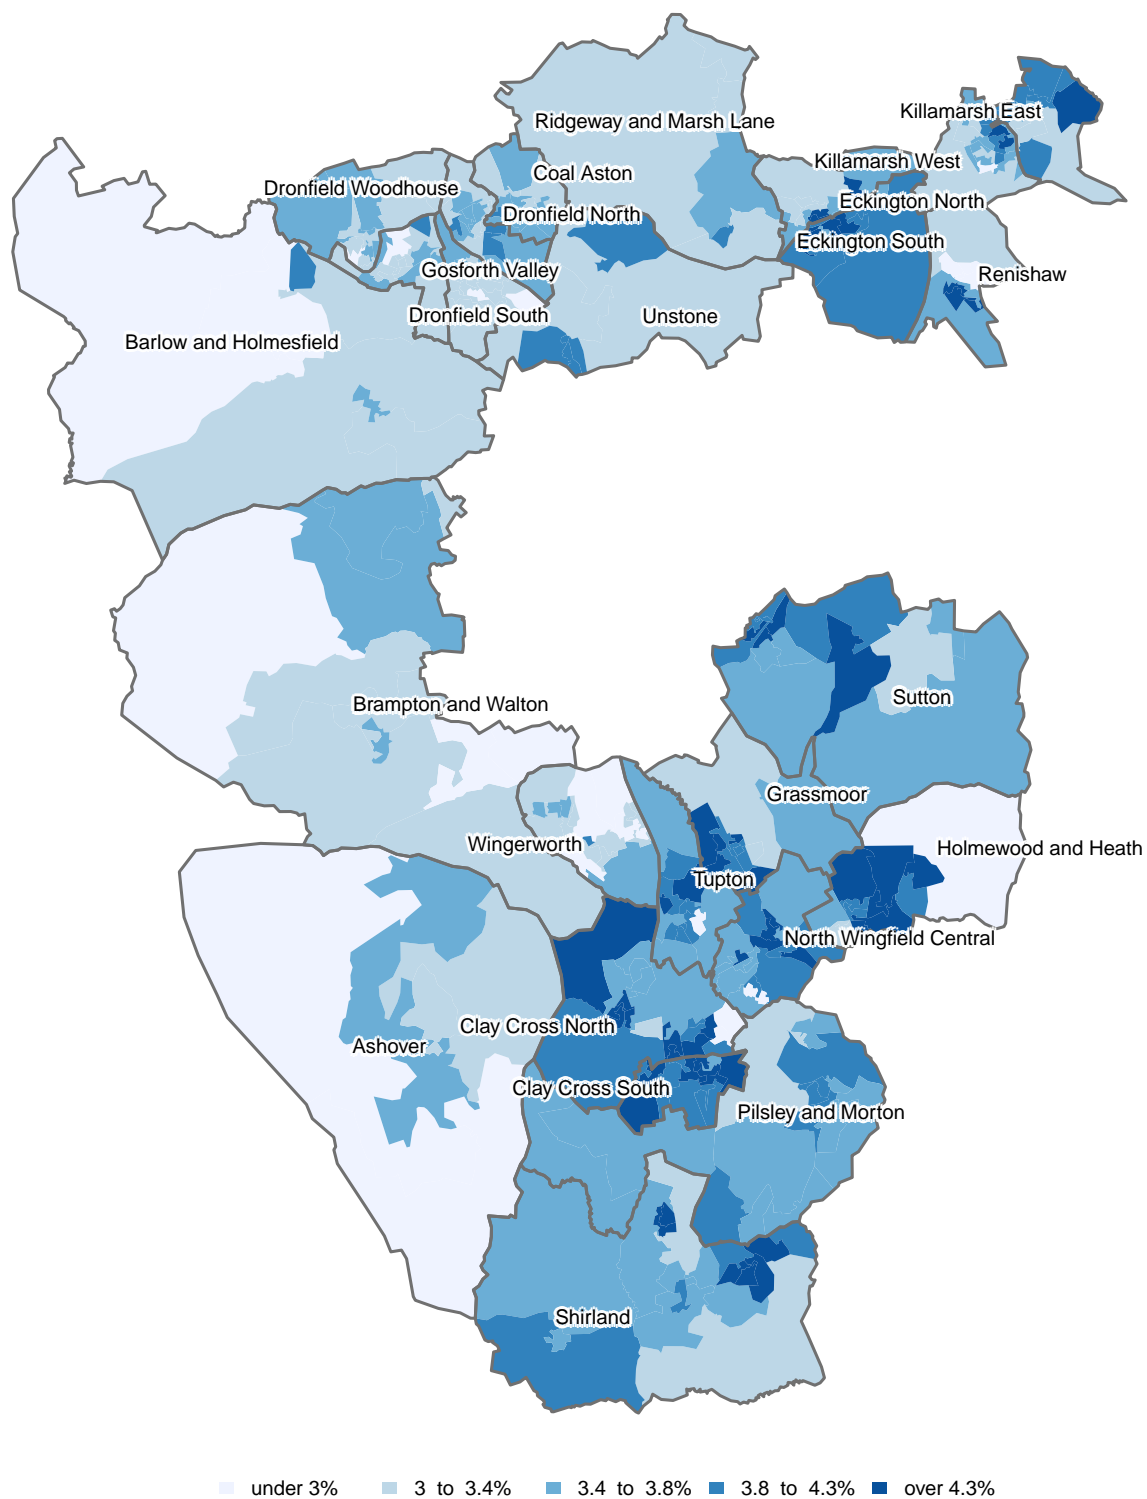 Killamarsh East
Ridgeway and Marsh Lane
Killamarsh West
Coal Aston
Dronfield Woodhouse
Eckington North
Dronfield North
Eckington South
Gosforth Valley
Renishaw
Dronfield South
Unstone
Barlow and Holmesfield
Sutton
Brampton and Walton
Grassmoor
Wingerworth
Holmewood and Heath
Tupton
North Wingfield Central
Clay Cross North
Ashover
Clay Cross South
Pilsley and Morton
Shirland
under 3% 3 to 3.4% 3.4 to 3.8% 3.8 to 4.3% over 4.3%